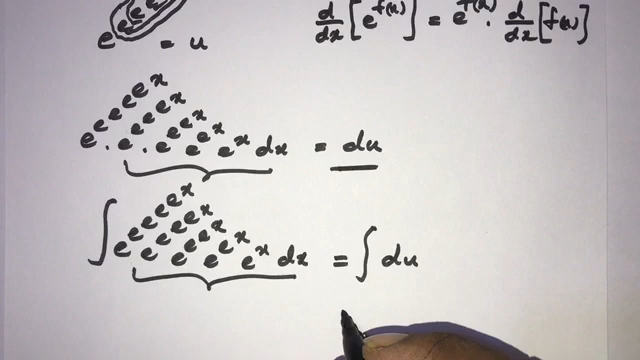 e^e^e^e = u    d/dx [e^f(x)] = e^f(x) · d/dx [f(x)]
e^e^e^e^e^x · e^e^e^e^x · e^e^e^x e^e^x e^x dx = du
∫ e^e^e^e^e^x e^e^e^e^x e^e^e^x e^e^x e^x dx = ∫ du